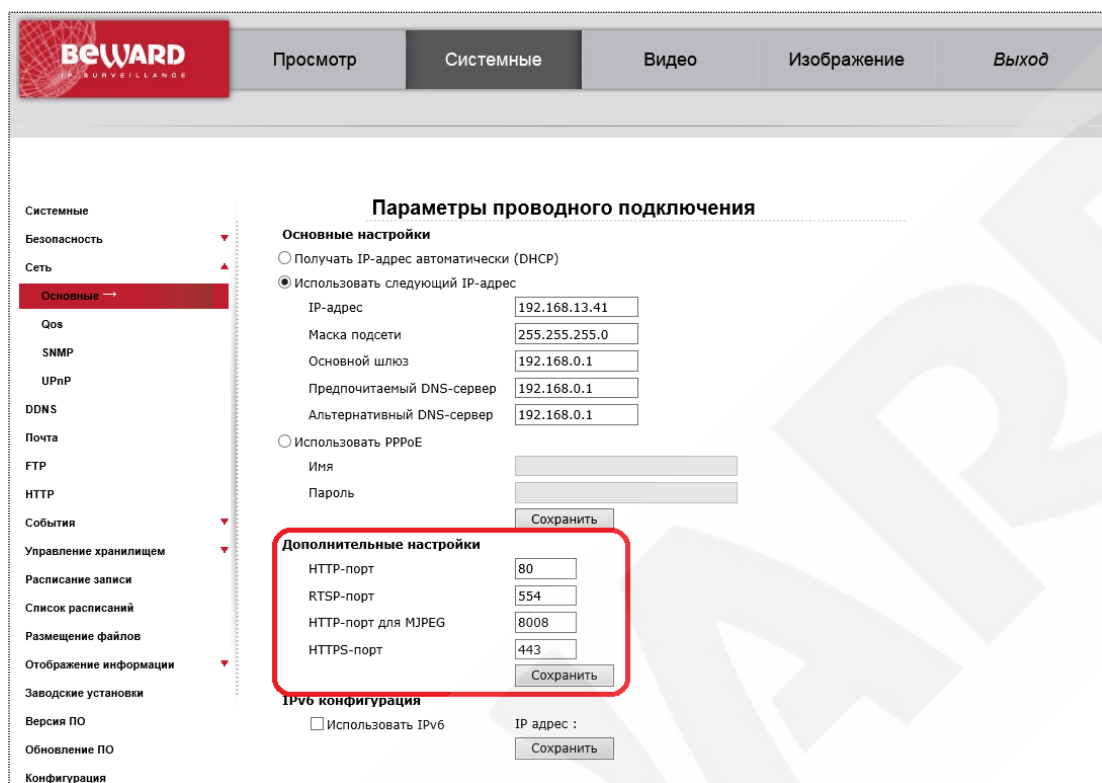 BEWARD
IP SURVEILLANCE
Просмотр
Системные
Видео
Изображение
Выход
Системные
Безопасность
Сеть
Основные →
Qos
SNMP
UPnP
DDNS
Почта
FTP
HTTP
События
Управление хранилищем
Расписание записи
Список расписаний
Размещение файлов
Отображение информации
Заводские установки
Версия ПО
Обновление ПО
Конфигурация
Параметры проводного подключения
Основные настройки
Получать IP-адрес автоматически (DHCP)
Использовать следующий IP-адрес
IP-адрес 192.168.13.41
Маска подсети 255.255.255.0
Основной шлюз 192.168.0.1
Предпочитаемый DNS-сервер 192.168.0.1
Альтернативный DNS-сервер 192.168.0.1
Использовать PPPoE
Имя
Пароль
Сохранить
Дополнительные настройки
HTTP-порт 80
RTSP-порт 554
HTTP-порт для MJPEG 8008
HTTPS-порт 443
Сохранить
IPv6 конфигурация
Использовать IPv6 IP адрес :
Сохранить